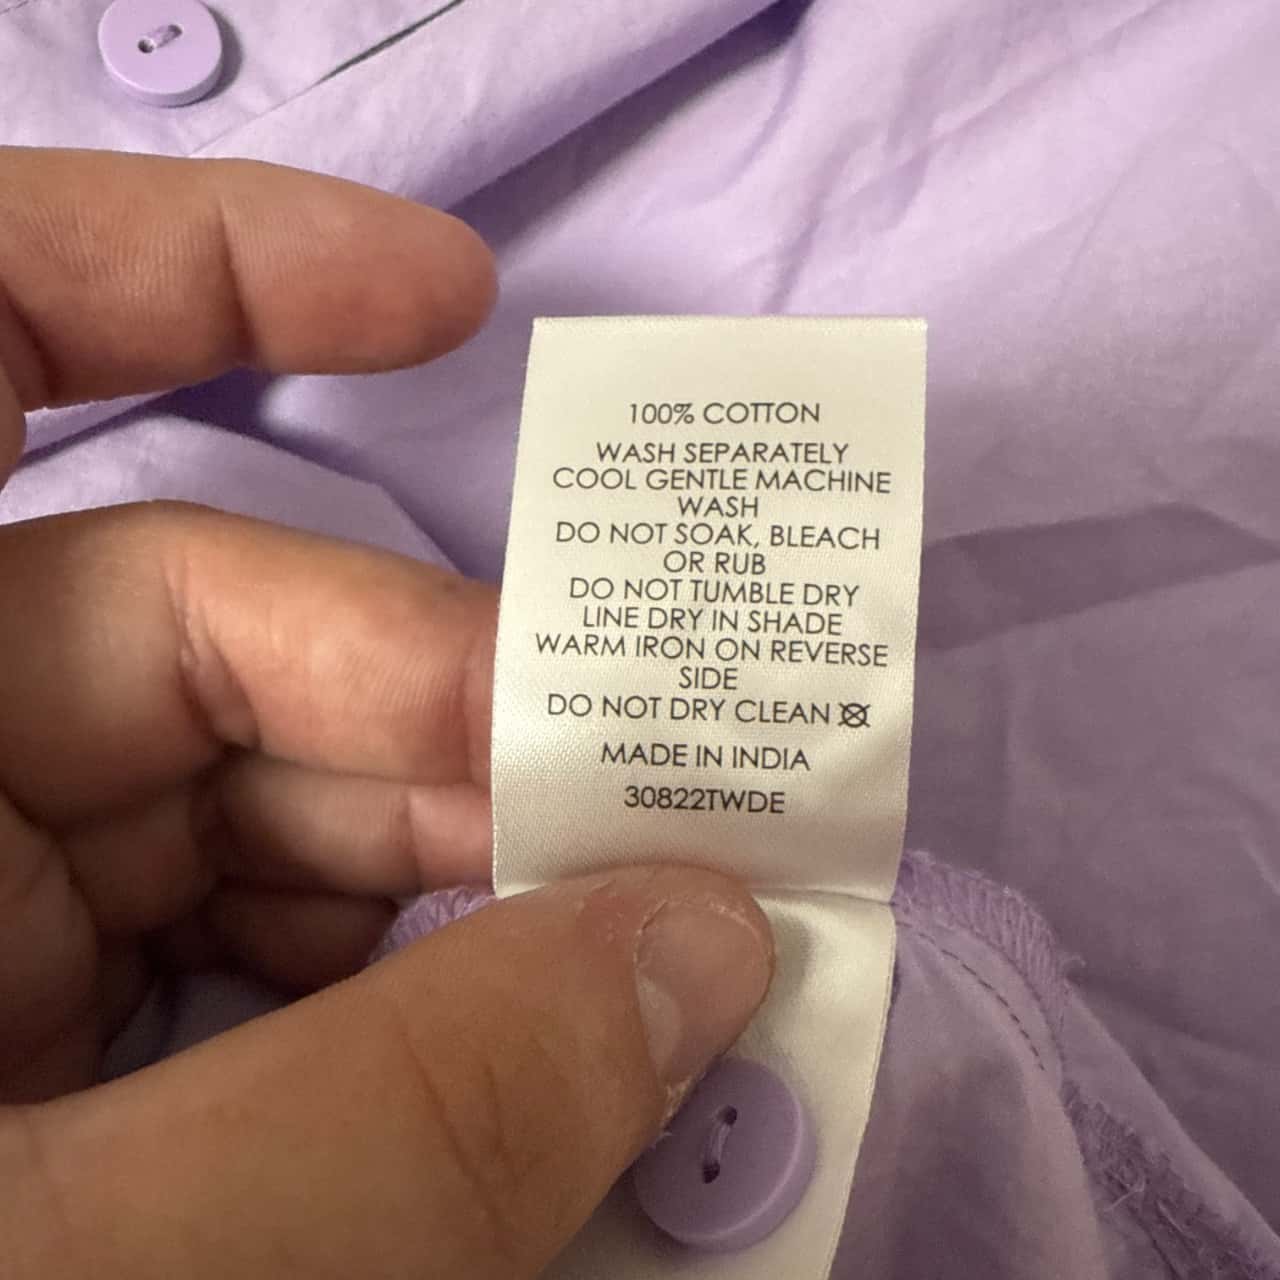 100% COTTON
WASH SEPARATELY
COOL GENTLE MACHINE
WASH
DO NOT SOAK, BLEACH
OR RUB
DO NOT TUMBLE DRY
LINE DRY IN SHADE
WARM IRON ON REVERSE
SIDE
DO NOT DRY CLEAN
MADE IN INDIA
30822TWDE